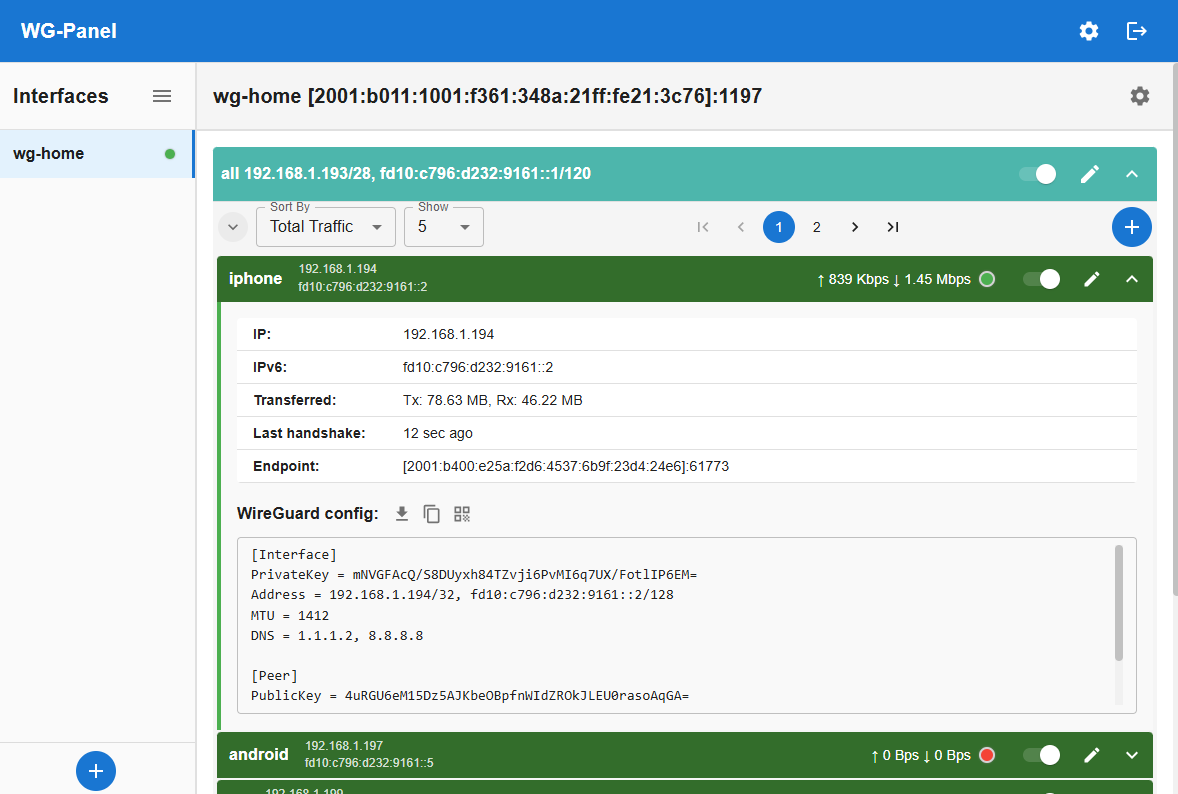 WG-Panel
Interfaces
wg-home [2001:b011:1001:f361:348a:21ff:fe21:3c76]:1197
wg-home
all 192.168.1.193/28, fd10:c796:d232:9161::1/120
Sort By
Total Traffic
Show
5
1
2
iphone
192.168.1.194
fd10:c796:d232:9161::2
↑ 839 Kbps ↓ 1.45 Mbps
IP: 192.168.1.194
IPv6: fd10:c796:d232:9161::2
Transferred: Tx: 78.63 MB, Rx: 46.22 MB
Last handshake: 12 sec ago
Endpoint: [2001:b400:e25a:f2d6:4537:6b9f:23d4:24e6]:61773
WireGuard config:
[Interface]
PrivateKey = mNVGFAcQ/S8DUyxh84TZvji6PvMI6q7UX/FotlIP6EM=
Address = 192.168.1.194/32, fd10:c796:d232:9161::2/128
MTU = 1412
DNS = 1.1.1.2, 8.8.8.8
[Peer]
PublicKey = 4uRGU6eM15Dz5AJKbeOBpfnWIdZROkJLEU0rasoAqGA=
android
192.168.1.197
fd10:c796:d232:9161::5
↑ 0 Bps ↓ 0 Bps
192.168.1.199